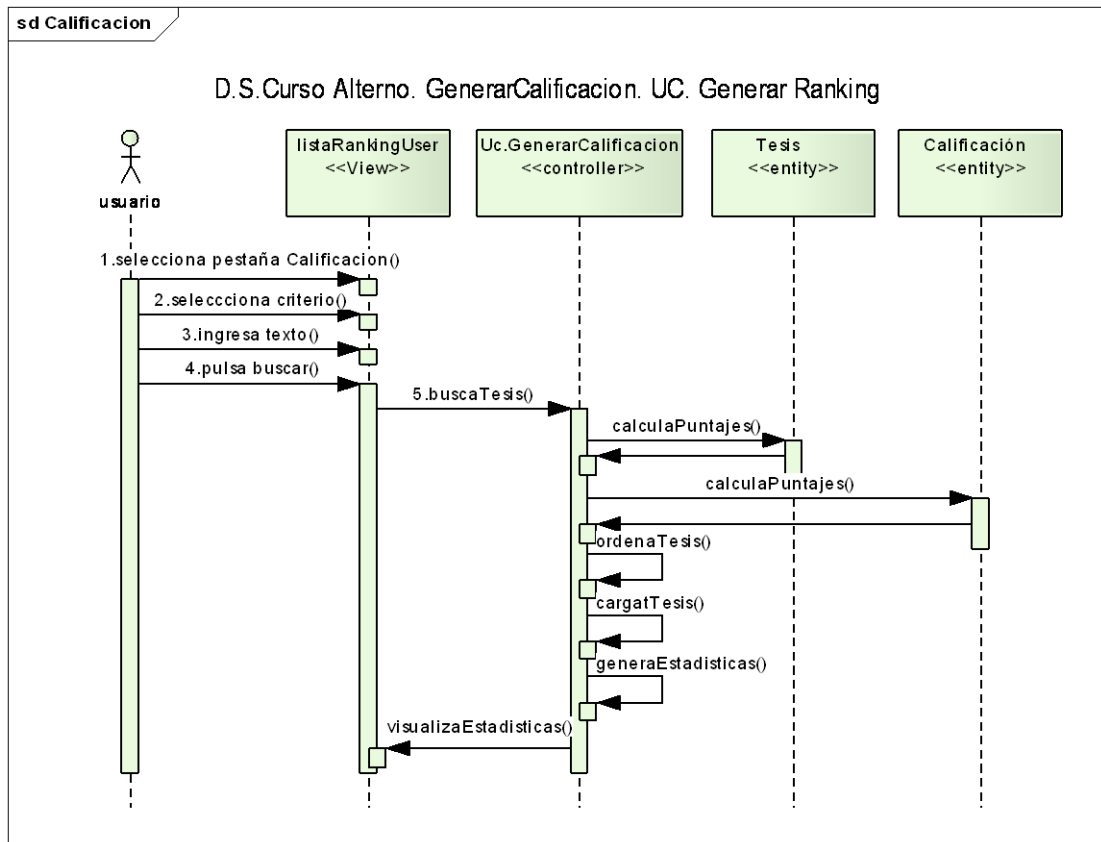 sd Calificacion
D.S.Curso Alterno. GenerarCalificacion. UC. Generar Ranking
usuario
listaRankingUser
<<View>>
Uc.GenerarCalificacion
<<controller>>
Tesis
<<entity>>
Calificación
<<entity>>
1.selecciona pestaña Calificacion()
2.seleccciona criterio()
3.ingresa texto()
4.pulsa buscar()
5.buscaTesis()
calculaPuntajes()
calculaPuntajes()
ordenaTesis()
cargatTesis()
generaEstadisticas()
visualizaEstadisticas()